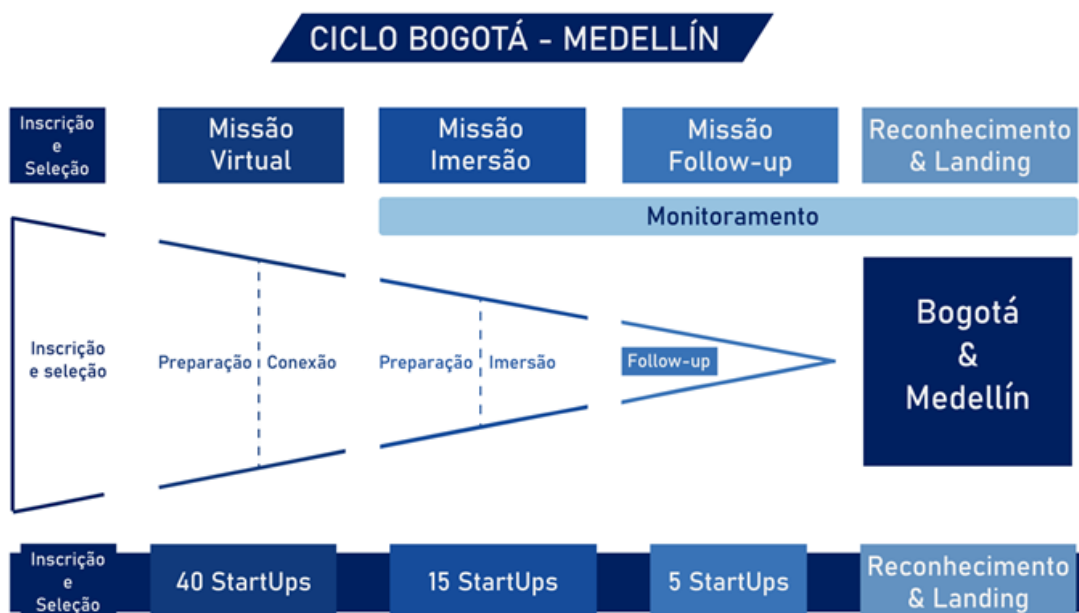 CICLO BOGOTÁ - MEDELLÍN
Inscrição
e
Seleção
Missão
Virtual
Missão
Imersão
Missão
Follow-up
Reconhecimento
& Landing
Monitoramento
Inscrição
e seleção
Preparação
Conexão
Preparação
Imersão
Follow-up
Bogotá
&
Medellín
Inscrição
e
Seleção
40 StartUps
15 StartUps
5 StartUps
Reconhecimento
& Landing